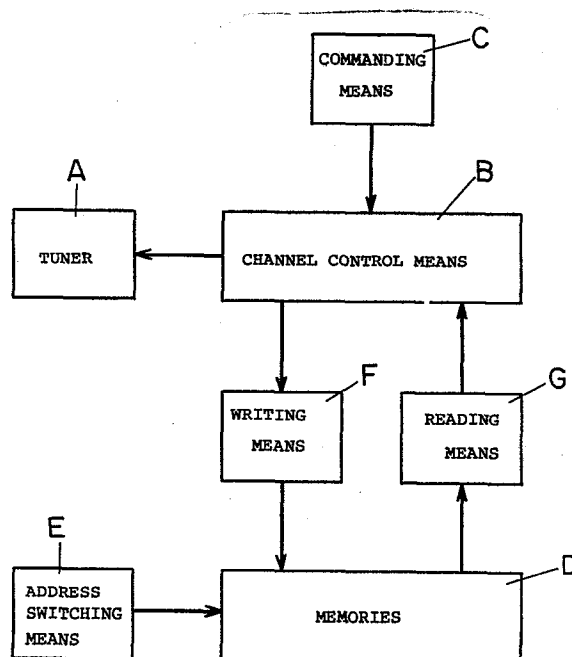 C
COMMANDING
MEANS
A
B
TUNER
CHANNEL CONTROL MEANS
F
G
WRITING
MEANS
READING
MEANS
E
D
ADDRESS
SWITCHING
MEANS
MEMORIES